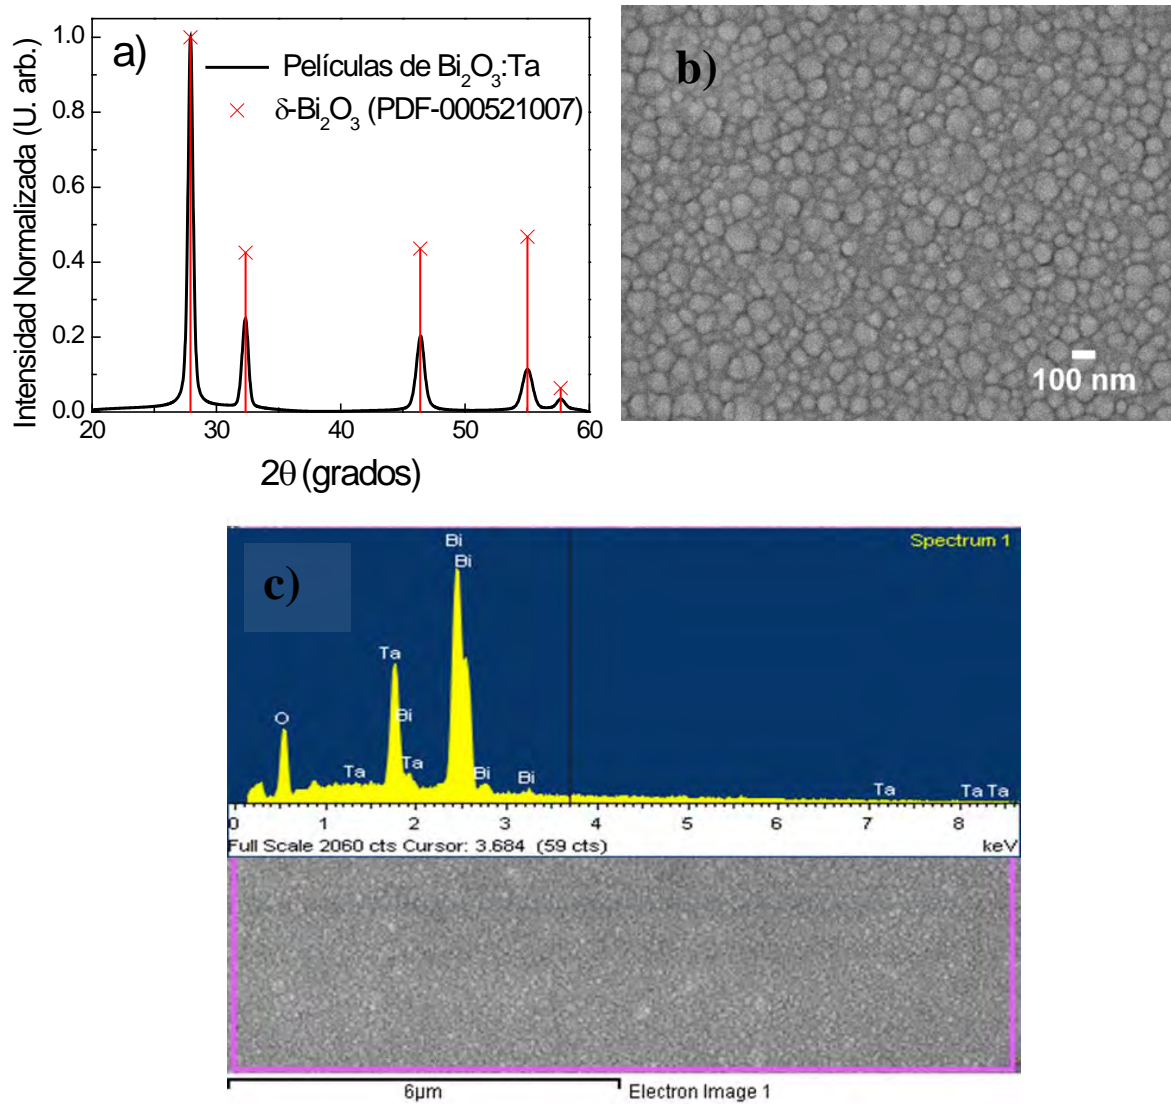 a)
Películas de Bi2O3:Ta
δ-Bi2O3 (PDF-000521007)
Intensidad Normalizada (U. arb.)
1.0
0.8
0.6
0.4
0.2
0.0
20 30 40 50 60
2θ (grados)
b)
100 nm
c)
Spectrum 1
Bi
Bi
Ta
Bi
O
Ta
Ta
Bi
Bi
Ta
Ta Ta
0 1 2 3 4 5 6 7 8
Full Scale 2060 cts Cursor: 3.684 (59 cts) keV
6µm Electron Image 1